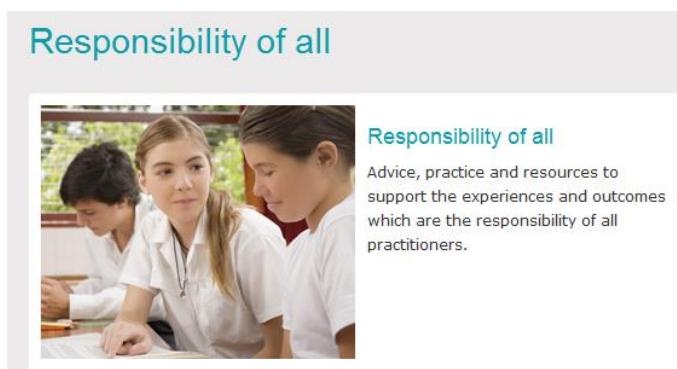 Responsibility of all
Responsibility of all
Advice, practice and resources to
support the experiences and outcomes
which are the responsibility of all
practitioners.